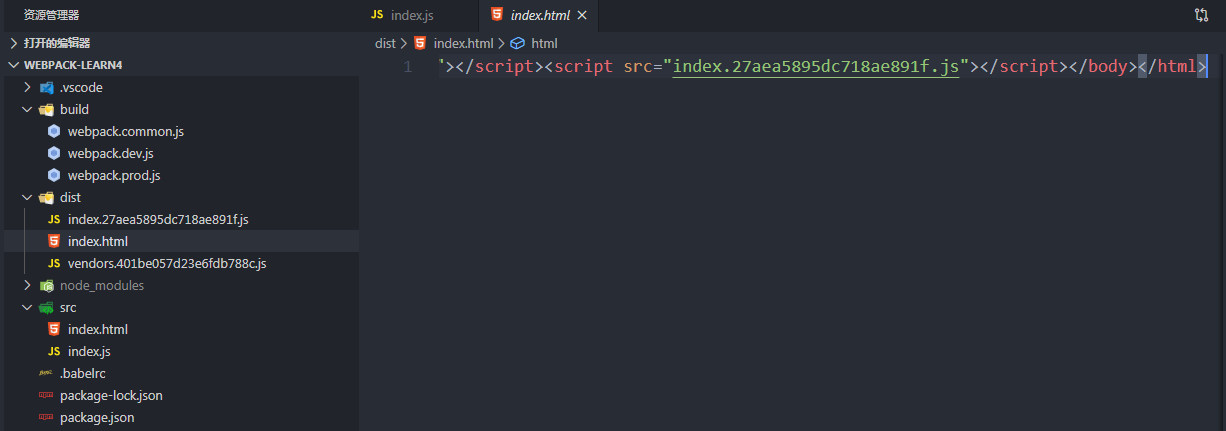 资源管理器
打开的编辑器
WEBPACK-LEARN4
.vscode
build
webpack.common.js
webpack.dev.js
webpack.prod.js
dist
JS index.27aea5895dc718ae891f.js
index.html
JS vendors.401be057d23e6fdb788c.js
node_modules
src
index.html
JS index.js
.babelrc
package-lock.json
package.json
JS index.js index.html
dist > index.html > html
1 "></script><script src="index.27aea5895dc718ae891f.js"></script></body></html>